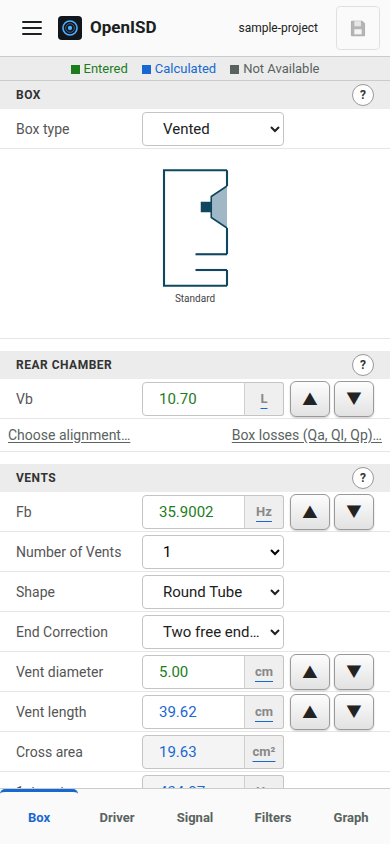 OpenISD
sample-project
Entered Calculated Not Available
BOX ?
Box type Vented
Standard
REAR CHAMBER ?
Vb 10.70 L ▲ ▼
Choose alignment... Box losses (Qa, Ql, Qp)...
VENTS ?
Fb 35.9002 Hz ▲ ▼
Number of Vents 1
Shape Round Tube
End Correction Two free end...
Vent diameter 5.00 cm ▲ ▼
Vent length 39.62 cm ▲ ▼
Cross area 19.63 cm²
Box Driver Signal Filters Graph